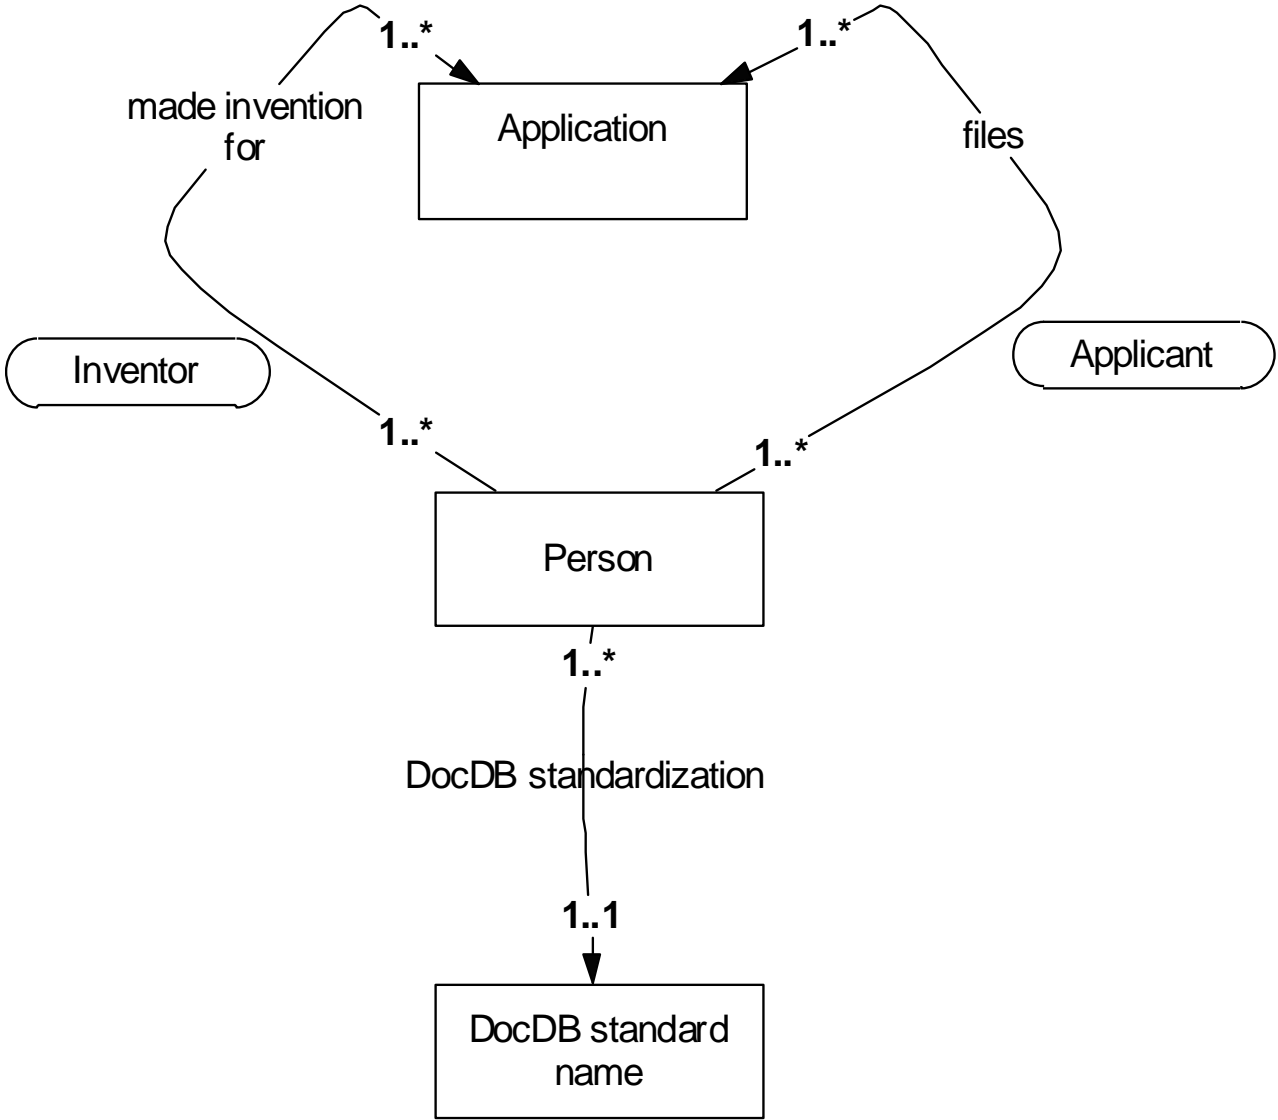 1..*
1..*
made invention
for
Application
files
Inventor
Applicant
1..*
1..*
Person
1..*
DocDB standardization
1..1
DocDB standard
name